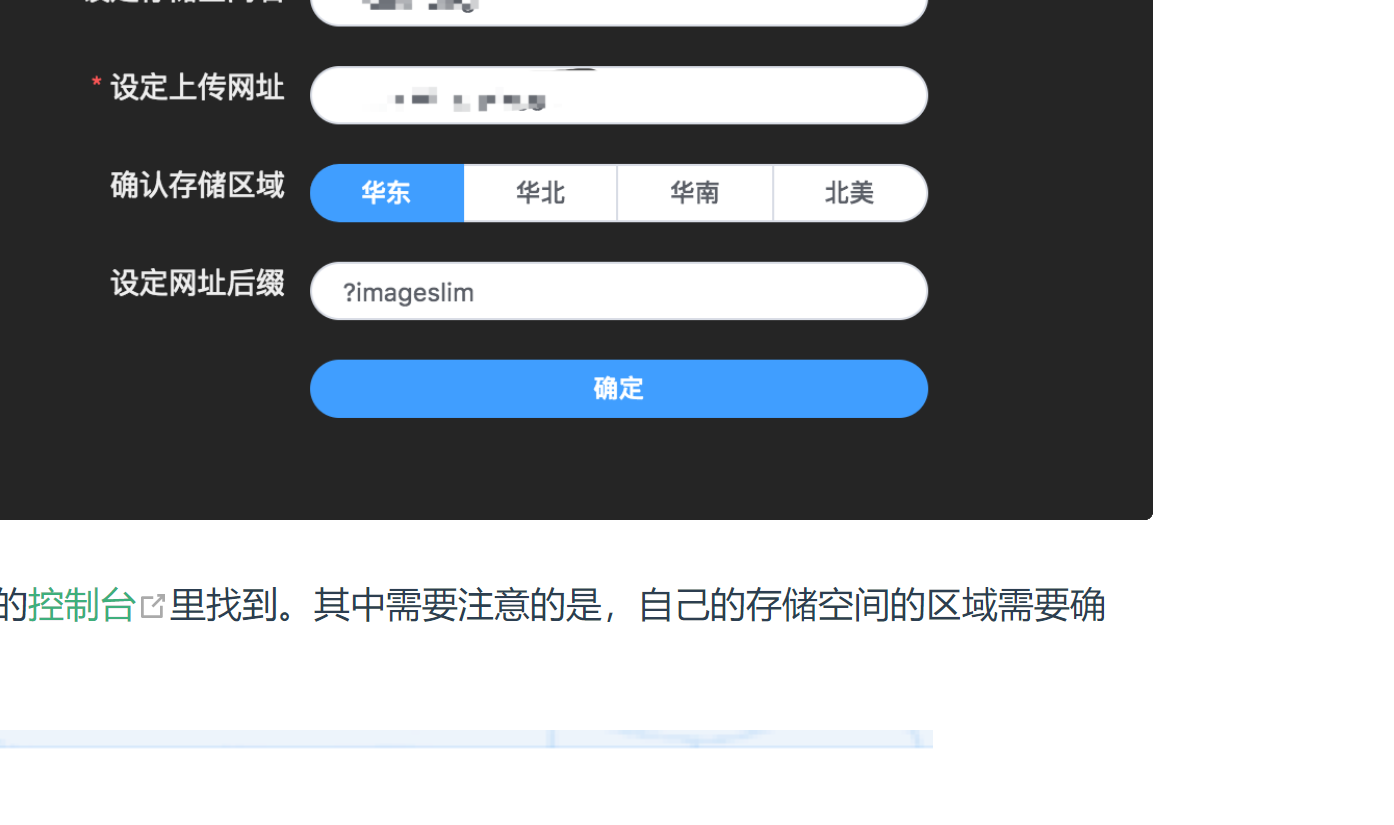 * 设定上传网址
确认存储区域 华东 华北 华南 北美
设定网址后缀 ?imageslim
确定
的控制台里找到。其中需要注意的是，自己的存储空间的区域需要确